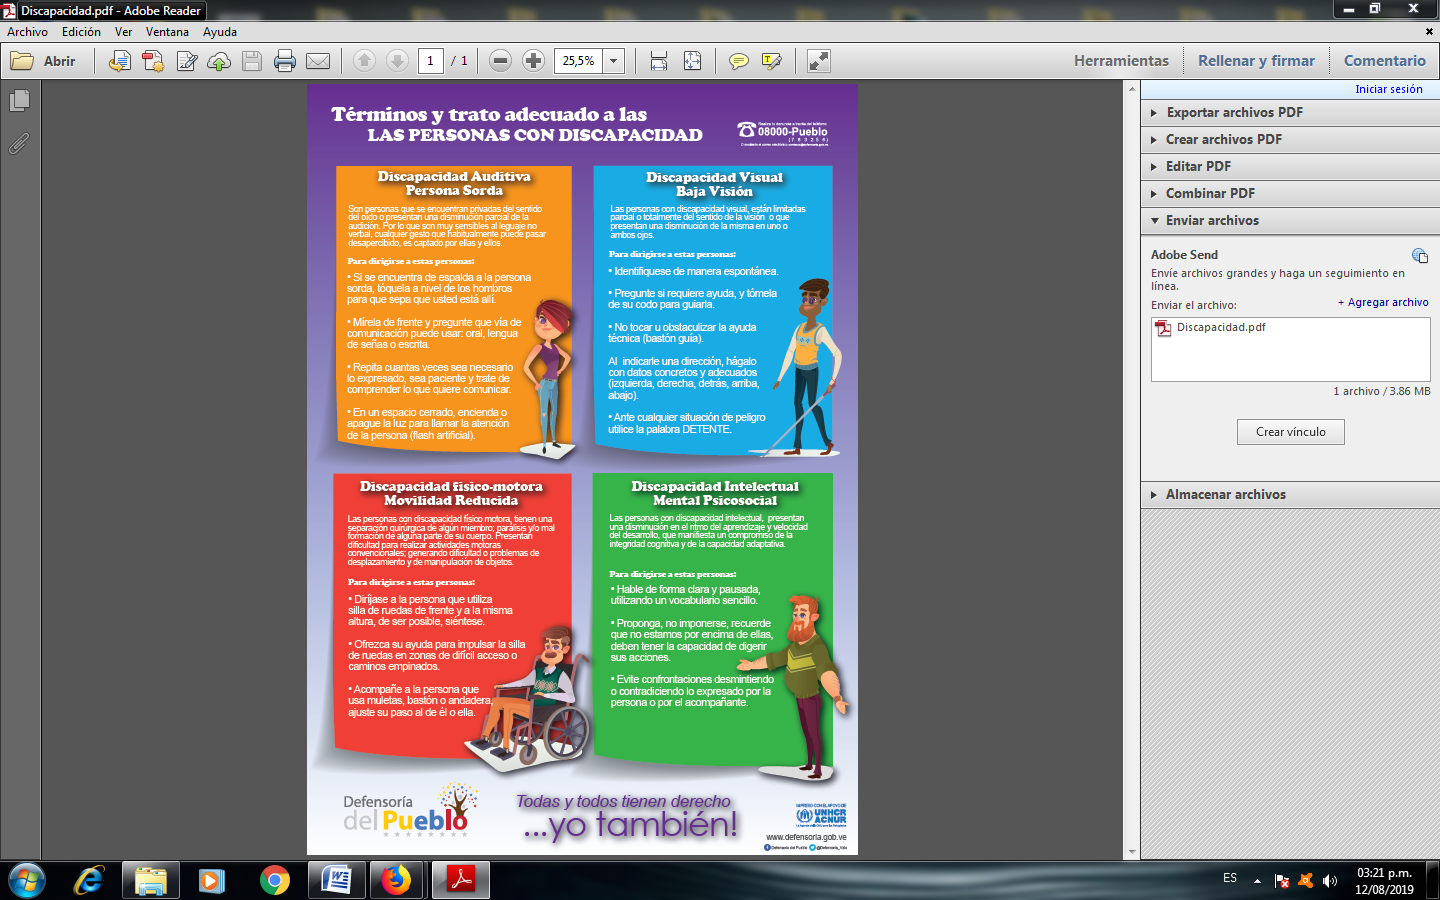 Discapacidad.pdf - Adobe Reader
Archivo Edición Ver Ventana Ayuda
Abrir
1 / 1
25,5%
Herramientas
Rellenar y firmar
Comentario
Términos y trato adecuado a las
LAS PERSONAS CON DISCAPACIDAD
08000-Pueblo
(783256)
Discapacidad Auditiva
Persona Sorda
Son personas que se encuentran privadas del sentido
del oído o presentan una disminución parcial de la
audición. Por lo que son muy sensibles al leguaje no
verbal, cualquier gesto que habitualmente puede pasar
desapercibido, es captado por ellas y ellos.
Para dirigirse a estas personas:
• Si se encuentra de espalda a la persona
sorda, tóquela a nivel de los hombros
para que sepa que usted está allí.
• Mírela de frente y pregunte que vía de
comunicación puede usar: oral, lengua
de señas o escrita.
• Repita cuantas veces sea necesario
lo expresado, sea paciente y trate de
comprender lo que quiere comunicar.
• En un espacio cerrado, encienda o
apague la luz para llamar la atención
de la persona (flash artificial).
Discapacidad Visual
Baja Visión
Las personas con discapacidad visual, están limitadas
parcial o totalmente del sentido de la visión o que
presentan una disminución de la misma en uno o
ambos ojos.
Para dirigirse a estas personas:
• Identifiquese de manera espontánea.
• Pregunte si requiere ayuda, y tómela
de su codo para guiarla.
• No tocar u obstaculizar la ayuda
técnica (bastón guía).
Al indicarle una dirección, hágalo
con datos concretos y adecuados
(izquierda, derecha, detrás, arriba,
abajo).
• Ante cualquier situación de peligro
utilice la palabra DETENTE.
Discapacidad físico-motora
Movilidad Reducida
Las personas con discapacidad físico motora, tienen una
separación quirúrgica de algún miembro; parálisis y/o mal
formación de alguna parte de su cuerpo. Presentan
dificultad para realizar actividades motoras
convencionales; generando dificultad o problemas de
desplazamiento y de manipulación de objetos.
Para dirigirse a estas personas:
• Diríjase a la persona que utiliza
silla de ruedas de frente y a la misma
altura, de ser posible, siéntese.
• Ofrezca su ayuda para impulsar la silla
de ruedas en zonas de difícil acceso o
caminos empinados.
• Acompañe a la persona que
usa muletas, bastón o andadera,
ajuste su paso al de él o ella.
Discapacidad Intelectual
Mental Psicosocial
Las personas con discapacidad intelectual, presentan
una disminución en el ritmo del aprendizaje y velocidad
del desarrollo, que manifiesta un compromiso de la
integridad cognitiva y de la capacidad adaptativa.
Para dirigirse a estas personas:
• Hable de forma clara y pausada,
utilizando un vocabulario sencillo.
• Proponga, no imponerse, recuerde
que no estamos por encima de ellas,
deben tener la capacidad de digerir
sus acciones.
• Evite confrontaciones desmintiendo
o contradiciendo lo expresado por la
persona o por el acompañante.
Defensoría
del Pueblo
Todas y todos tienen derecho
...yo también!
UNHCR
ACNUR
www.defensoria.gob.ve
Iniciar sesión
Exportar archivos PDF
Crear archivos PDF
Editar PDF
Combinar PDF
Enviar archivos
Adobe Send
Envíe archivos grandes y haga un seguimiento en
línea.
Enviar el archivo:
+ Agregar archivo
Discapacidad.pdf
1 archivo / 3.86 MB
Crear vínculo
Almacenar archivos
ES
03:21 p.m.
12/08/2019